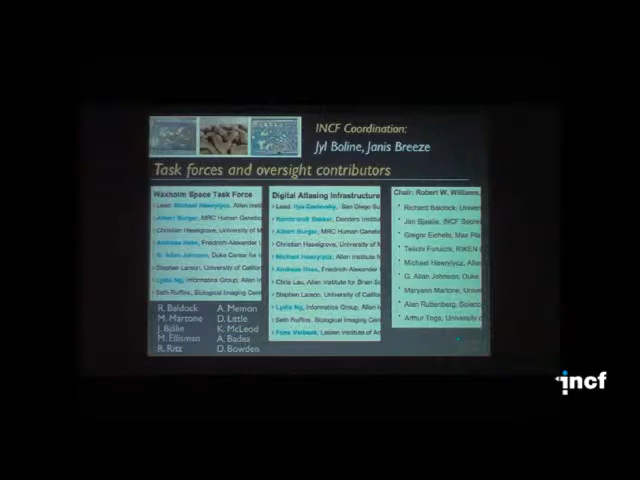 INCF Coordination:
Jyl Boline, Janis Breeze
Task forces and oversight contributors
Waxholm Space Task Force
Lead: Michael Hawrylycz, Allen Insti
Albert Burger, MRC Human Genetic
Christian Haselgrove, University of M
Andreas Hess, Friedrich-Alexander U
G. Allan Johnson, Duke Center for
Stephen Larson, University of Califo
Lydia Ng, Informatics Group, Allen In
Seth Ruffins, Biological Imaging Cent
R. Baldock
M. Martone
J. Bjålie
M. Ellisman
R. Ritz
A. Memon
D. Little
K. McLeod
A. Badea
D. Bowden
Digital Atlasing Infrastructure
Lead: Ilya Zaslavsky, San Diego Su
Rembrandt Bakker, Donders Institut
Albert Burger, MRC Human Genetic
Christian Haselgrove, University of M
Michael Hawrylycz, Allen Institute fo
Andreas Hess, Friedrich-Alexander
Chris Lau, Allen Institute for Brain Sc
Stephen Larson, University of Califor
Lydia Ng, Informatics Group, Allen I
Seth Ruffins, Biological Imaging Cen
Fons Verbeek, Leiden Institute of A
Chair: Robert W. Williams,
Richard Baldock, Univer
Jan Bjaalie, INCF Secre
Gregor Eichele, Max Pla
Teiichi Furuichi, RIKEN
Michael Hawrylycz, Allen
G. Allan Johnson, Duke
Maryann Martone, Univer
Alan Ruttenberg, Science
Arthur Toga, University o
incf